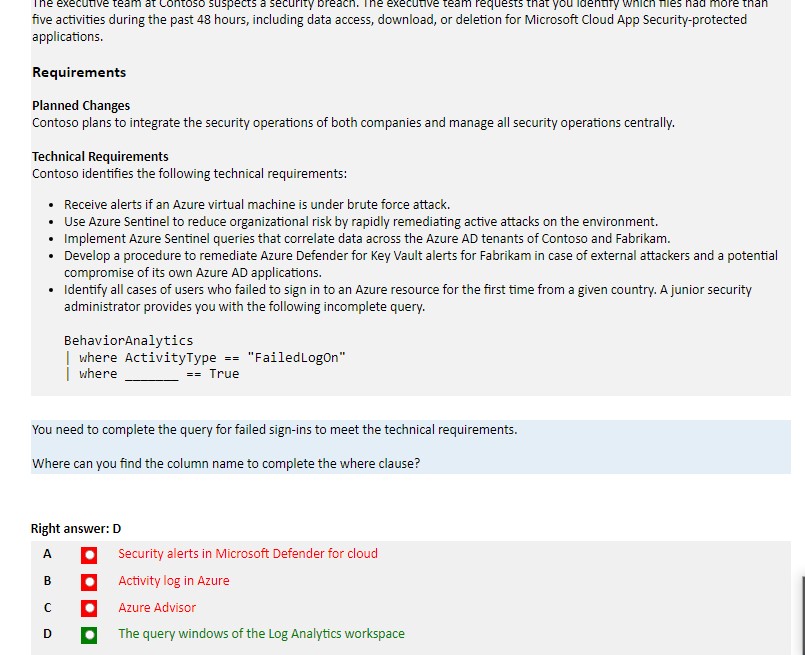 The executive team at Contoso suspects a security breach. The executive team requests that you identify which files had more than
five activities during the past 48 hours, including data access, download, or deletion for Microsoft Cloud App Security-protected
applications.
Requirements
Planned Changes
Contoso plans to integrate the security operations of both companies and manage all security operations centrally.
Technical Requirements
Contoso identifies the following technical requirements:
• Receive alerts if an Azure virtual machine is under brute force attack.
• Use Azure Sentinel to reduce organizational risk by rapidly remediating active attacks on the environment.
• Implement Azure Sentinel queries that correlate data across the Azure AD tenants of Contoso and Fabrikam.
• Develop a procedure to remediate Azure Defender for Key Vault alerts for Fabrikam in case of external attackers and a potential
compromise of its own Azure AD applications.
• Identify all cases of users who failed to sign in to an Azure resource for the first time from a given country. A junior security
administrator provides you with the following incomplete query.
BehaviorAnalytics
| where ActivityType == "FailedLogOn"
| where _______ == True
You need to complete the query for failed sign-ins to meet the technical requirements.
Where can you find the column name to complete the where clause?
Right answer: D
A Security alerts in Microsoft Defender for cloud
B Activity log in Azure
C Azure Advisor
D The query windows of the Log Analytics workspace